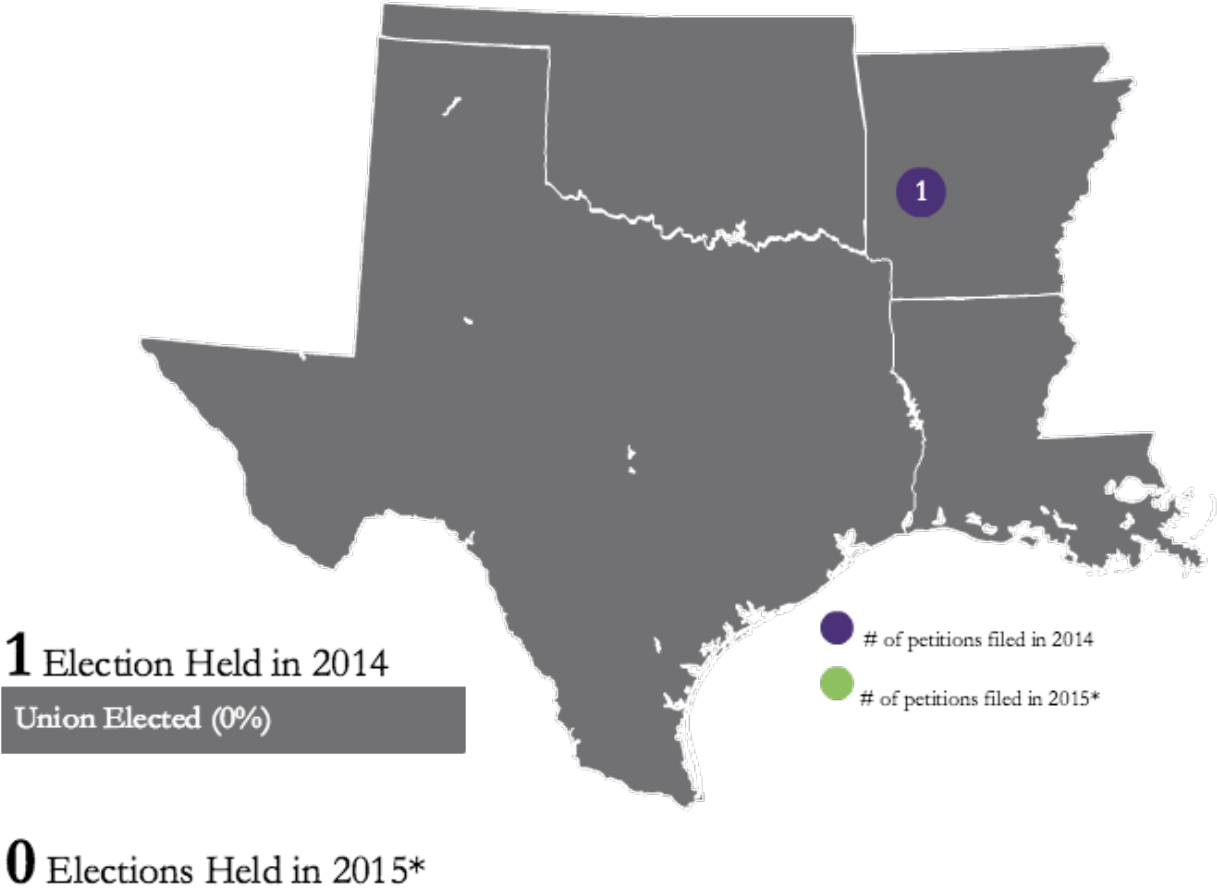 1
# of petitions filed in 2014
# of petitions filed in 2015*
1 Election Held in 2014
Union Elected (0%)
0 Elections Held in 2015*